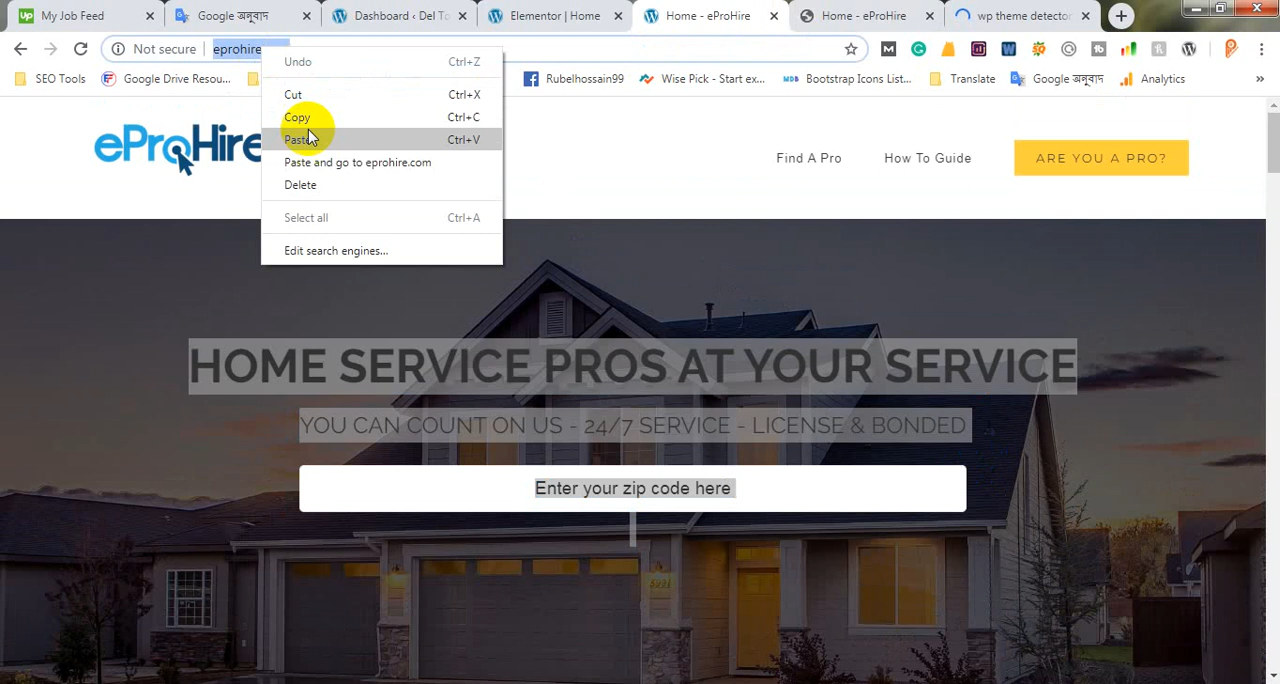 My Job Feed
Google অনুবাদ
Dashboard ‹ Del To
Elementor | Home
Home - eProHire
Home - eProHire
wp theme detector
Not secure
eprohire
SEO Tools
Google Drive Resou...
Rubelhossain99
Wise Pick - Start ex...
Bootstrap Icons List...
Translate
Google অনুবাদ
Analytics
Undo Ctrl+Z
Cut Ctrl+X
Copy Ctrl+C
Paste Ctrl+V
Paste and go to eprohire.com
Delete
Select all Ctrl+A
Edit search engines...
eProHire
Find A Pro
How To Guide
ARE YOU A PRO?
HOME SERVICE PROS AT YOUR SERVICE
YOU CAN COUNT ON US - 24/7 SERVICE - LICENSE & BONDED
Enter your zip code here